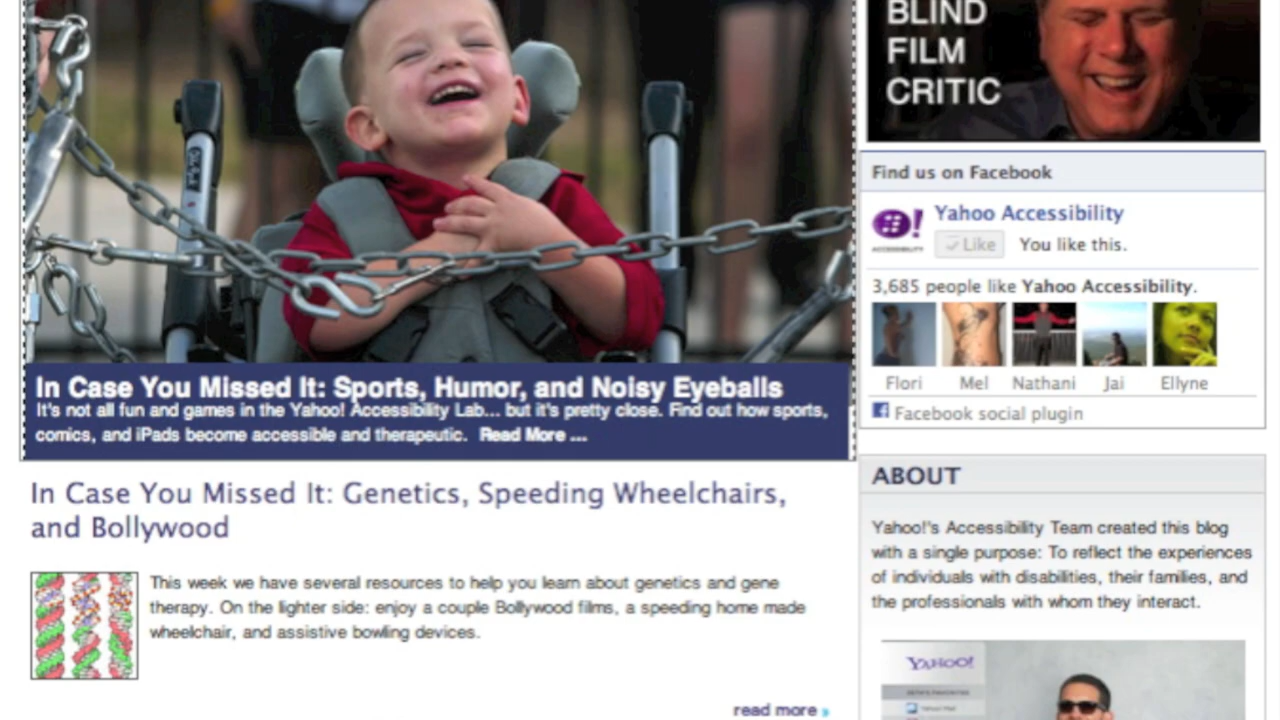 BLIND
FILM
CRITIC
In Case You Missed It: Sports, Humor, and Noisy Eyeballs
It's not all fun and games in the Yahoo! Accessibility Lab... but it's pretty close. Find out how sports,
comics, and iPads become accessible and therapeutic. Read More ...
In Case You Missed It: Genetics, Speeding Wheelchairs,
and Bollywood
This week we have several resources to help you learn about genetics and gene
therapy. On the lighter side: enjoy a couple Bollywood films, a speeding home made
wheelchair, and assistive bowling devices.
read more
Find us on Facebook
Yahoo Accessibility
Like You like this.
3,685 people like Yahoo Accessibility.
Flori Mel Nathani Jai Ellyne
Facebook social plugin
ABOUT
Yahoo!'s Accessibility Team created this blog
with a single purpose: To reflect the experiences
of individuals with disabilities, their families, and
the professionals with whom they interact.
YAHOO!